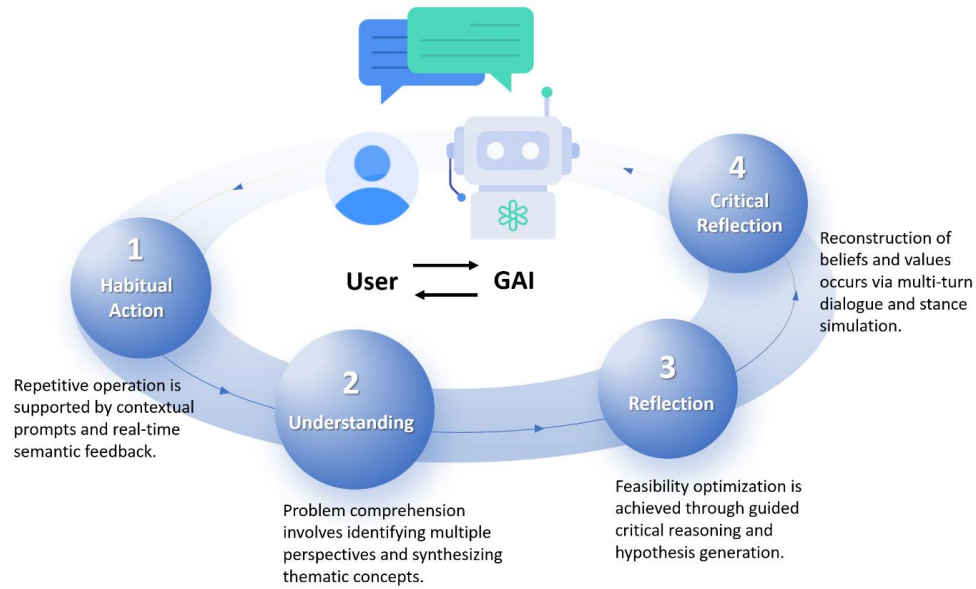 User
GAI
1
Habitual
Action
Repetitive operation is
supported by contextual
prompts and real-time
semantic feedback.
2
Understanding
Problem comprehension
involves identifying multiple
perspectives and synthesizing
thematic concepts.
3
Reflection
Feasibility optimization is
achieved through guided
critical reasoning and
hypothesis generation.
4
Critical
Reflection
Reconstruction of
beliefs and values
occurs via multi-turn
dialogue and stance
simulation.